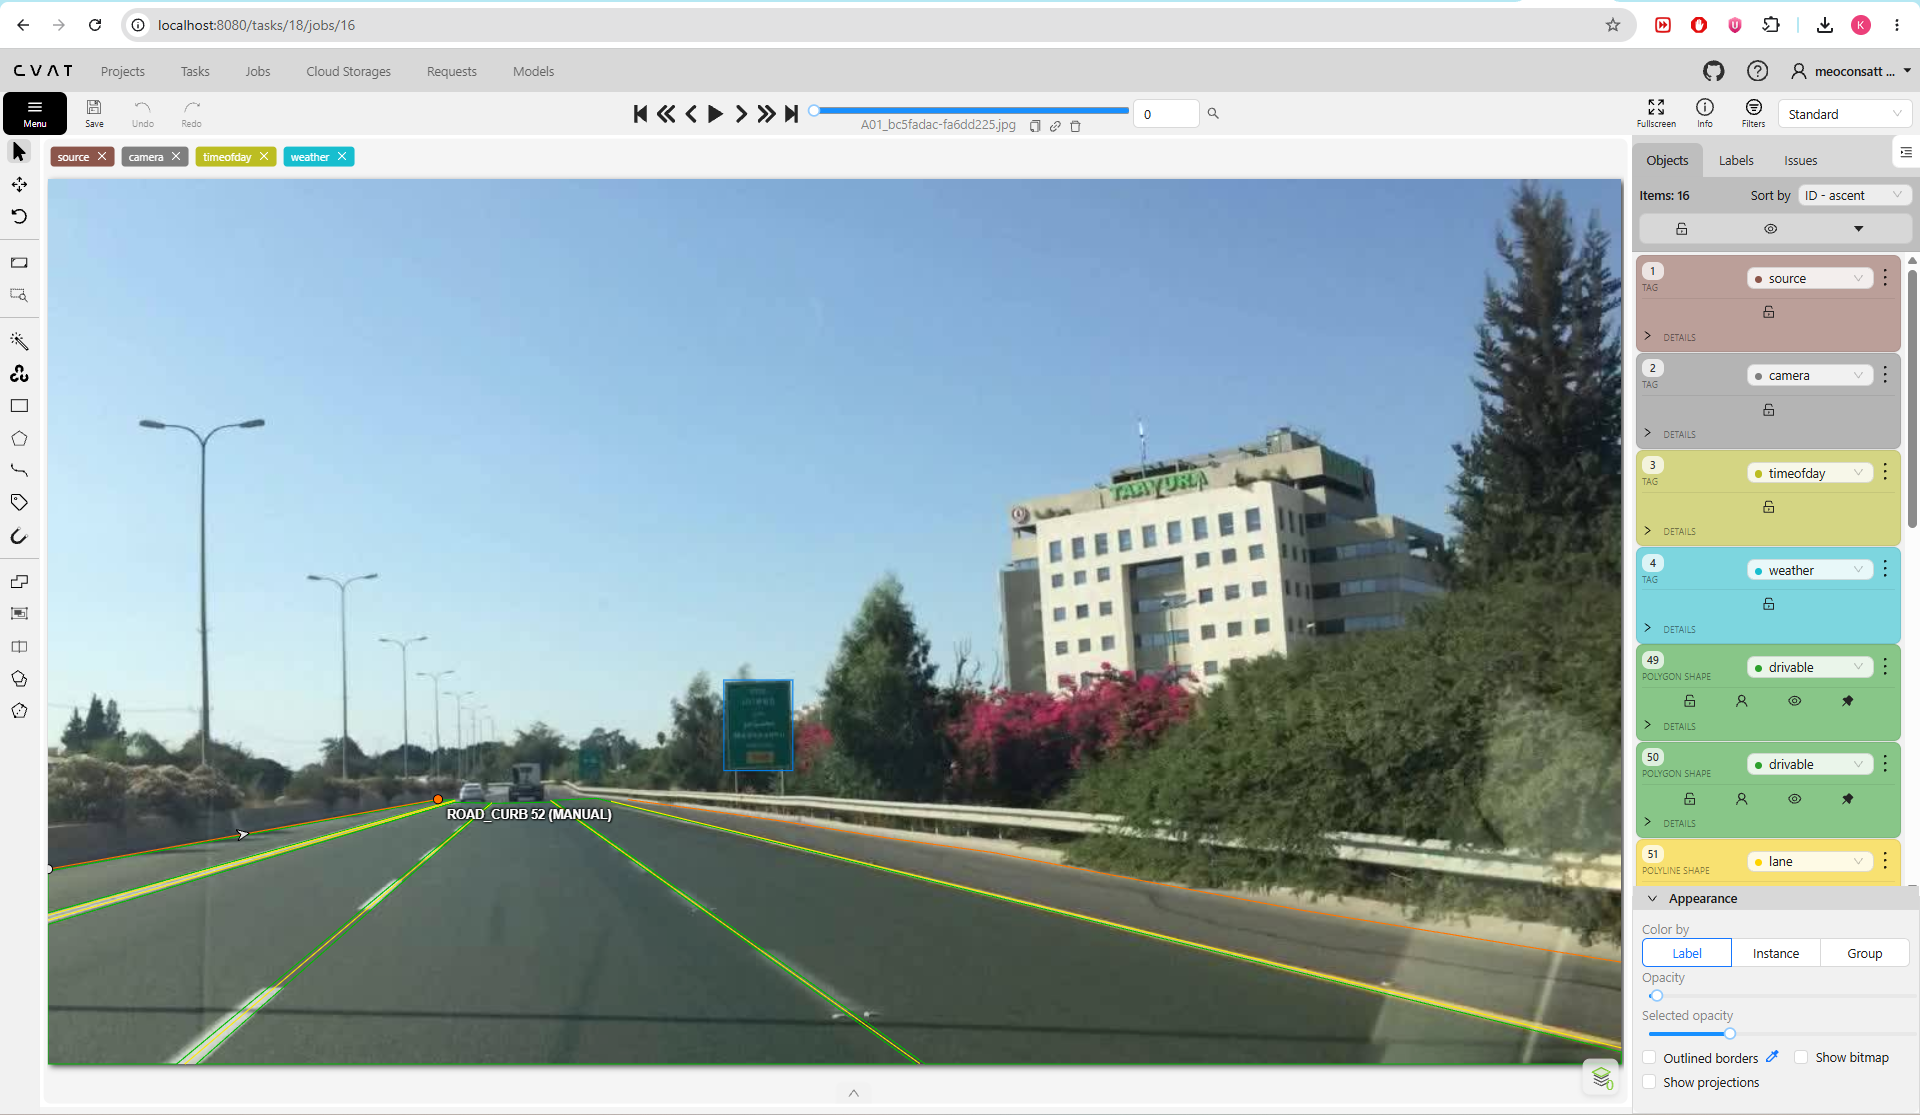 localhost:8080/tasks/18/jobs/16
K
CVAT
Projects
Tasks
Jobs
Cloud Storages
Requests
Models
meoconsatt ...
Menu
Save
Undo
Redo
A01_bc5fadac-fa6dd225.jpg
0
Fullscreen
Info
Filters
Standard
source
camera
timeofday
weather
TAAVURA
ROAD_CURB 52 (MANUAL)
0
Objects
Labels
Issues
Items: 16
Sort by
ID - ascent
1
TAG
source
DETAILS
2
TAG
camera
DETAILS
3
TAG
timeofday
DETAILS
4
TAG
weather
DETAILS
49
POLYGON SHAPE
drivable
DETAILS
50
POLYGON SHAPE
drivable
DETAILS
51
POLYLINE SHAPE
lane
Appearance
Color by
Label
Instance
Group
Opacity
Selected opacity
Outlined borders
Show bitmap
Show projections